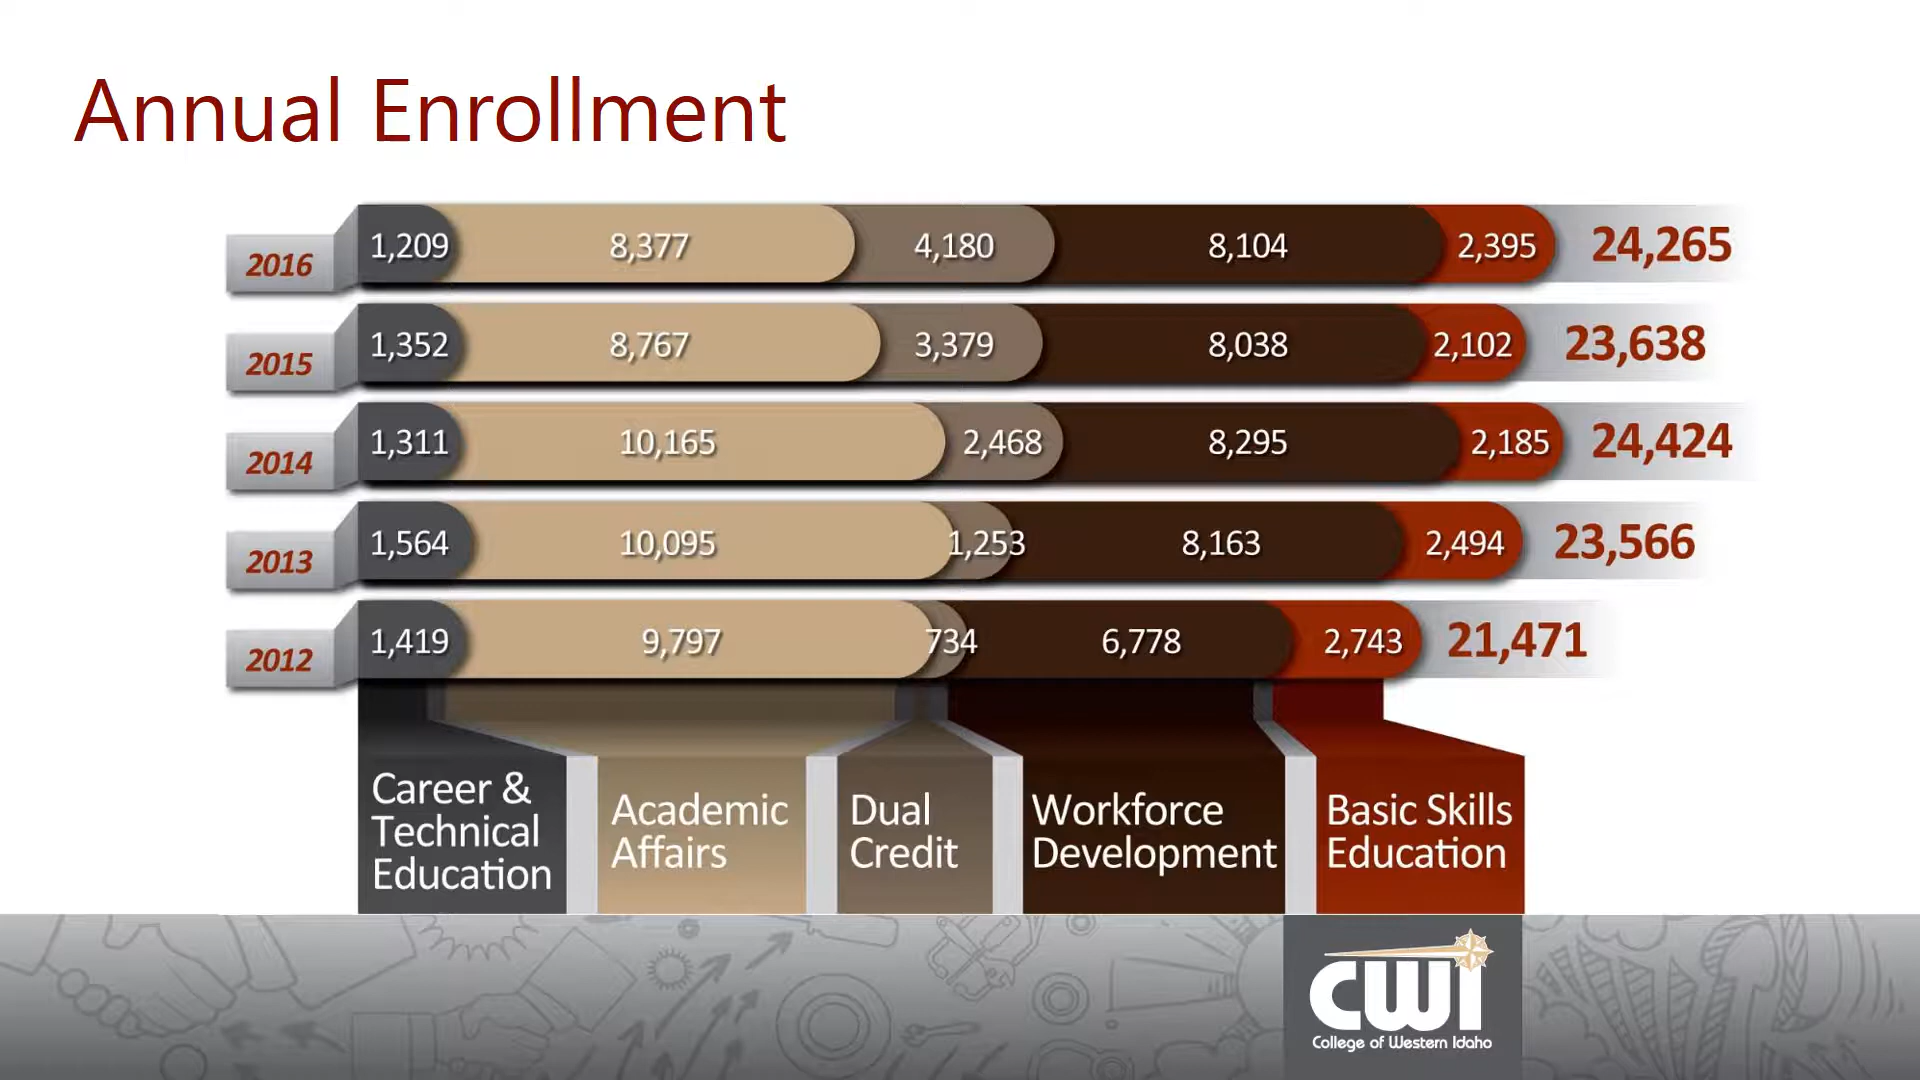 Annual Enrollment
2016 1,209 8,377 4,180 8,104 2,395 24,265
2015 1,352 8,767 3,379 8,038 2,102 23,638
2014 1,311 10,165 2,468 8,295 2,185 24,424
2013 1,564 10,095 1,253 8,163 2,494 23,566
2012 1,419 9,797 734 6,778 2,743 21,471
Career &
Technical
Education
Academic
Affairs
Dual
Credit
Workforce
Development
Basic Skills
Education
CWI
College of Western Idaho